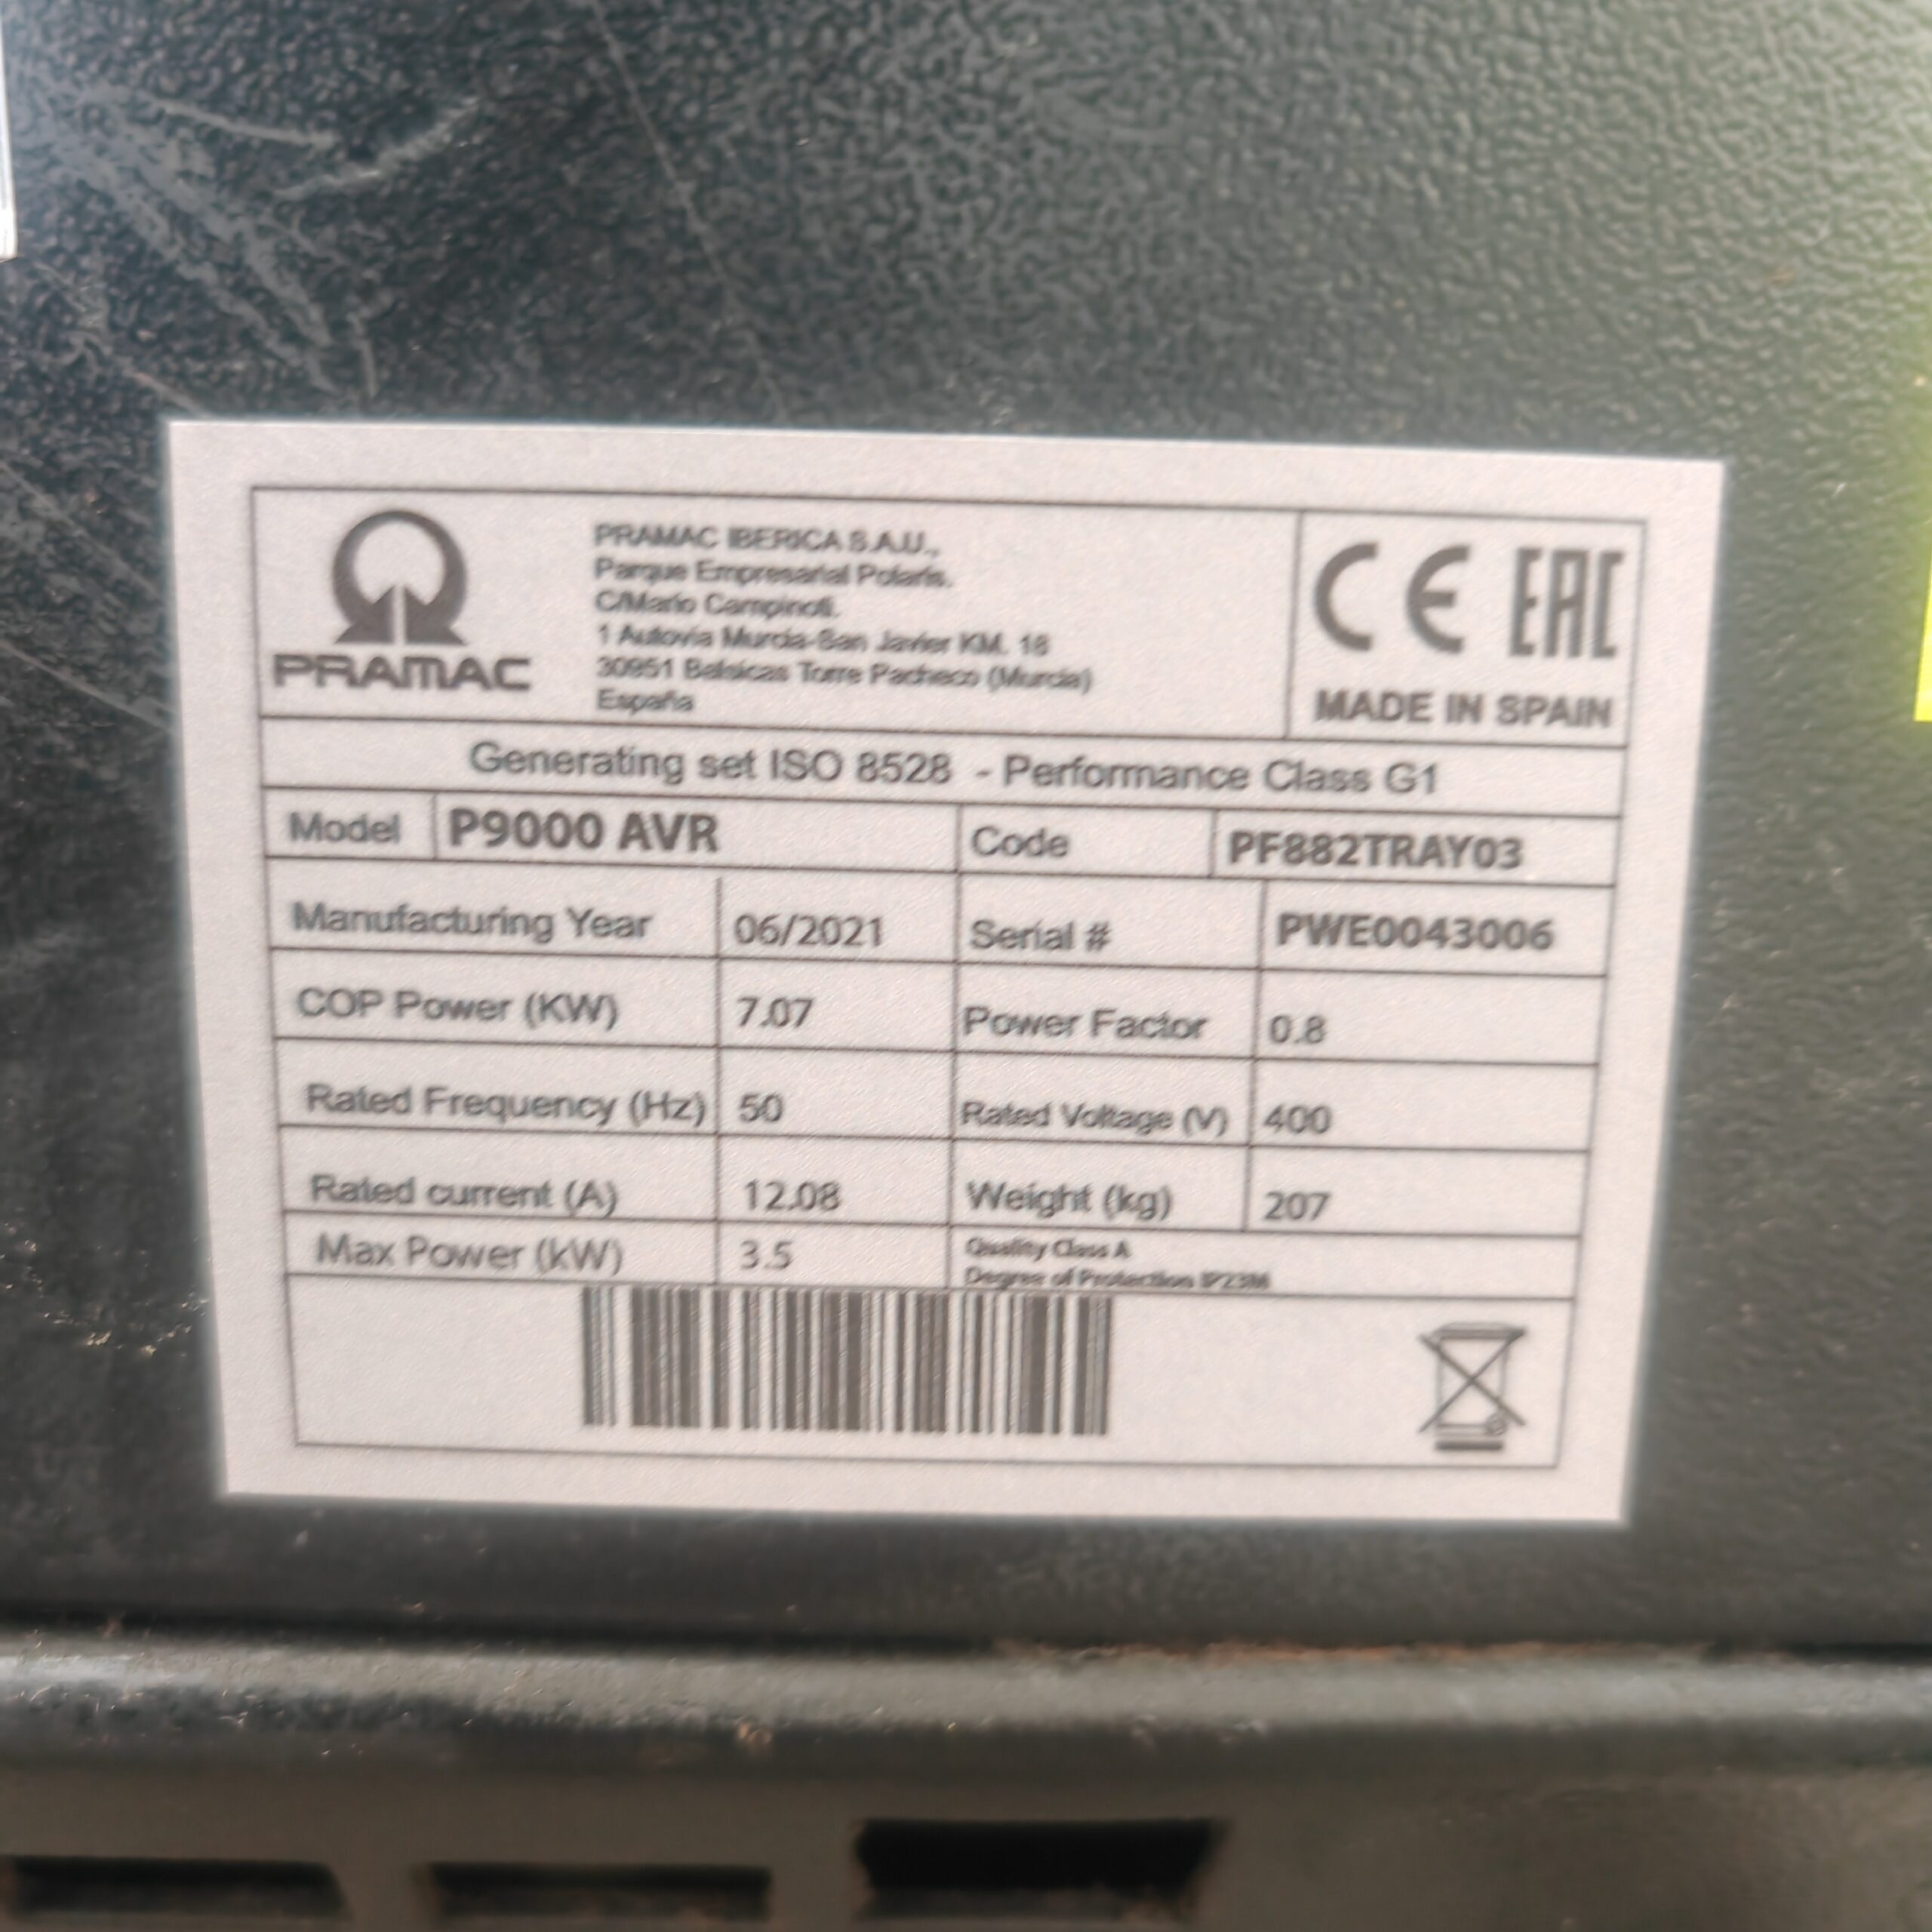 PRAMAC
PRAMAC IBERICA S.A.U.,
Parque Empresarial Polaris.
C/Mario Campinoti.
1 Autovia Murcia-San Javier KM. 18
30951 Balsicas Torre Pacheco (Murcia)
España
CE EAC
MADE IN SPAIN
Generating set ISO 8528 - Performance Class G1
Model P9000 AVR Code PF882TRAY03
Manufacturing Year 06/2021 Serial # PWE0043006
COP Power (KW) 7.07 Power Factor 0.8
Rated Frequency (Hz) 50 Rated Voltage (V) 400
Rated current (A) 12.08 Weight (kg) 207
Max Power (kW) 3.5 Quality Class A
Degree of Protection IP23M